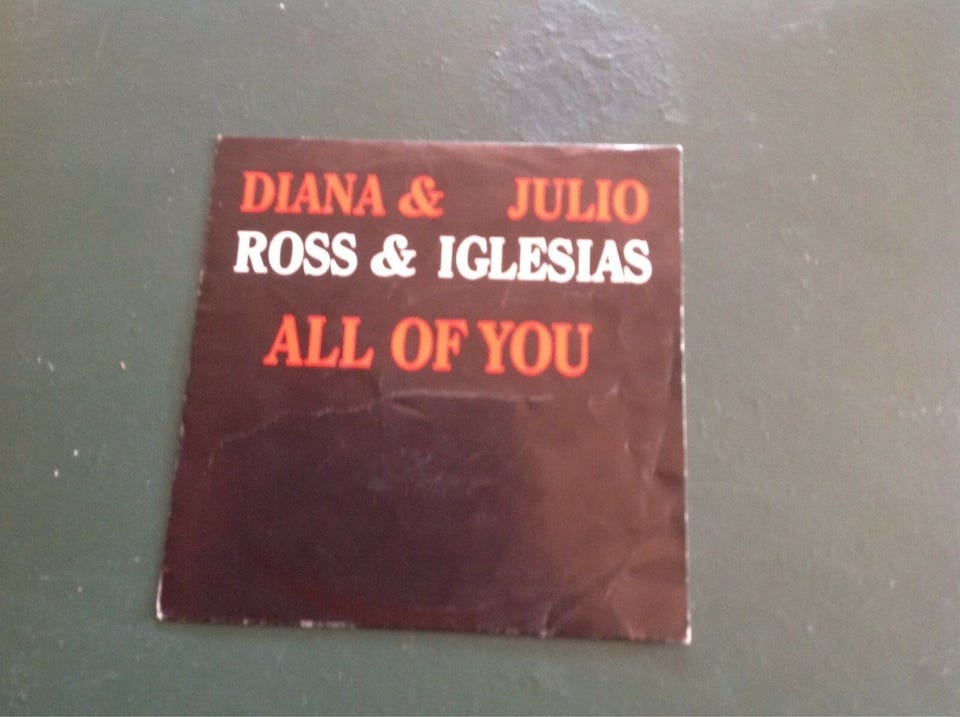 DIANA & JULIO
ROSS & IGLESIAS
ALL OF YOU